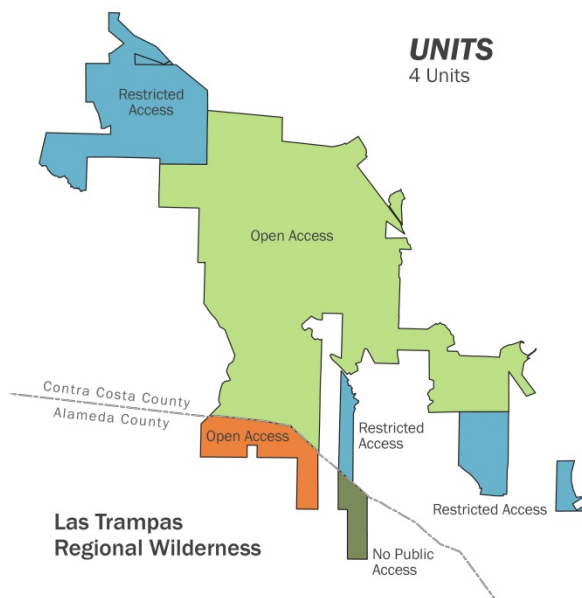 UNITS
4 Units
Restricted
Access
Open Access
Contra Costa County
Alameda County
Open Access
Restricted
Access
Restricted Access
Las Trampas
Regional Wilderness
No Public
Access